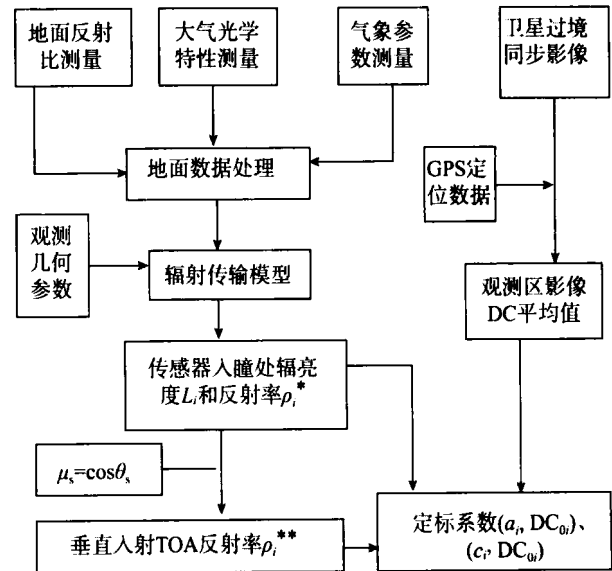 地面反射
比测量
大气光学
特性测量
气象参
数测量
卫星过境
同步影像
地面数据处理
GPS定
位数据
观测
几何
参数
辐射传输模型
观测区影像
DC平均值
传感器入瞳处辐亮
度Lᵢ和反射率ρᵢ*
μₛ=cosθₛ
垂直入射TOA反射率ρᵢ**
定标系数(aᵢ, DC₀ᵢ)、
(cᵢ, DC₀ᵢ)